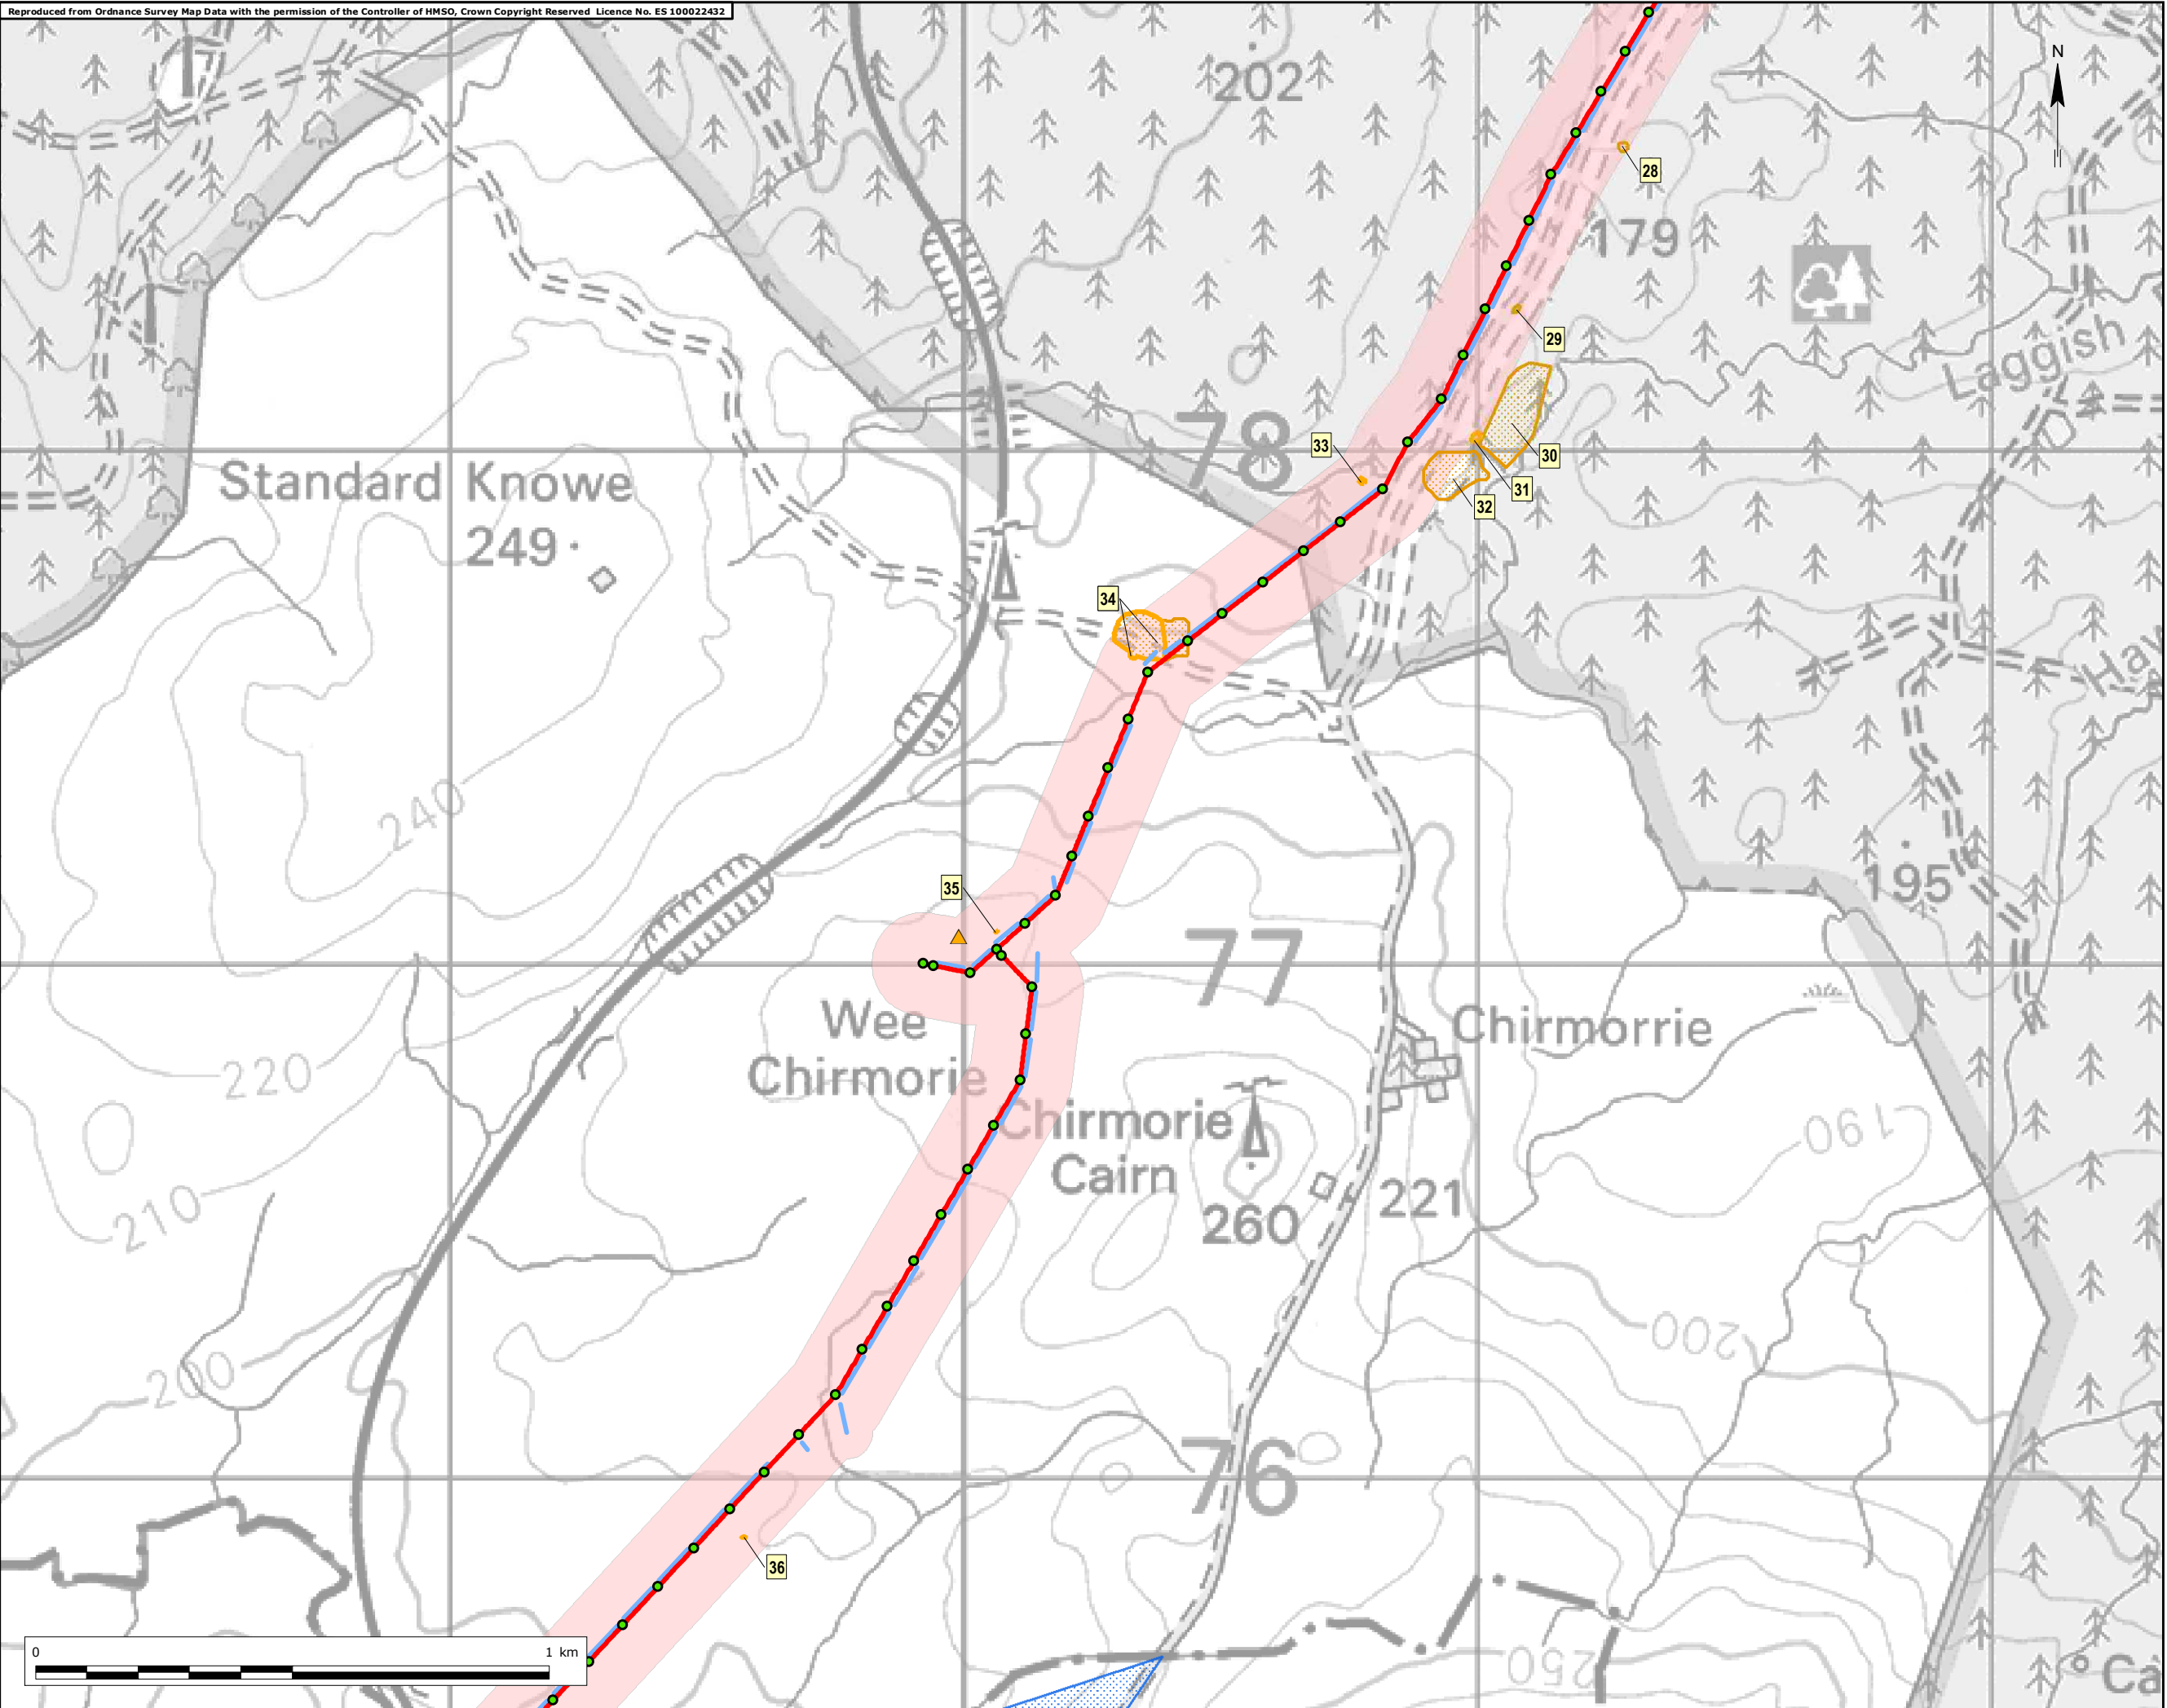 Reproduced from Ordnance Survey Map Data with the permission of the Controller of HMSO, Crown Copyright Reserved Licence No. ES 100022432
N
202
28
179
29
Laggish
78
33
30
Standard Knowe
31
32
249
34
Hav
240
195
35
77
Wee
Chirmorie
Chirmorrie
220
Chirmorie
Cairn
190
210
221
260
200
200
76
36
0
1 km
250
Ca